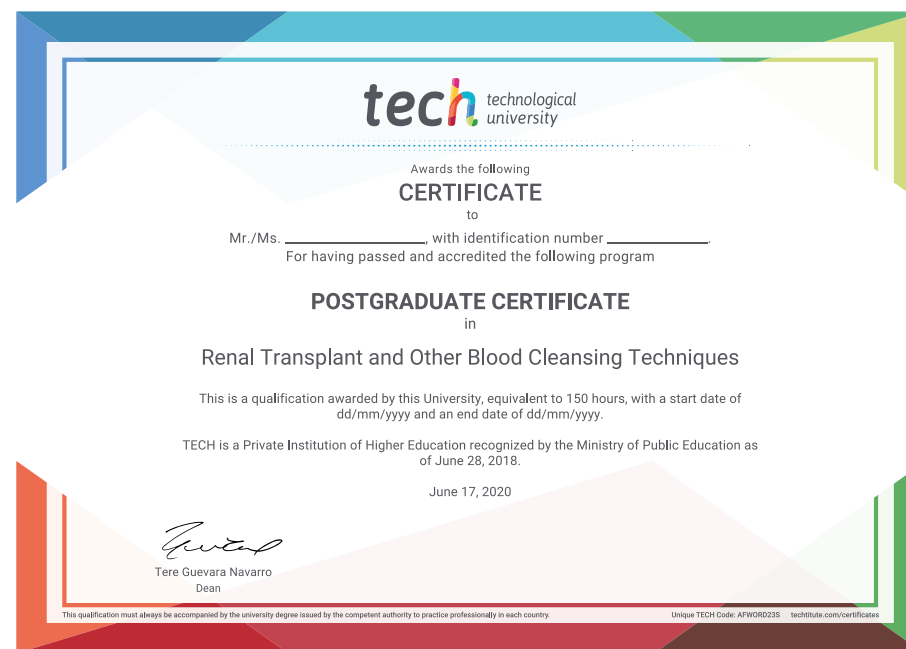 tech technological
university
Awards the following
CERTIFICATE
to
Mr./Ms. ____________________, with identification number ______________.
For having passed and accredited the following program
POSTGRADUATE CERTIFICATE
in
Renal Transplant and Other Blood Cleansing Techniques
This is a qualification awarded by this University, equivalent to 150 hours, with a start date of
dd/mm/yyyy and an end date of dd/mm/yyyy.
TECH is a Private Institution of Higher Education recognized by the Ministry of Public Education as
of June 28, 2018.
June 17, 2020
Tere Guevara Navarro
Dean
This qualification must always be accompanied by the university degree issued by the competent authority to practice professionally in each country.
Unique TECH Code: AFWORD23S techtitute.com/certificates